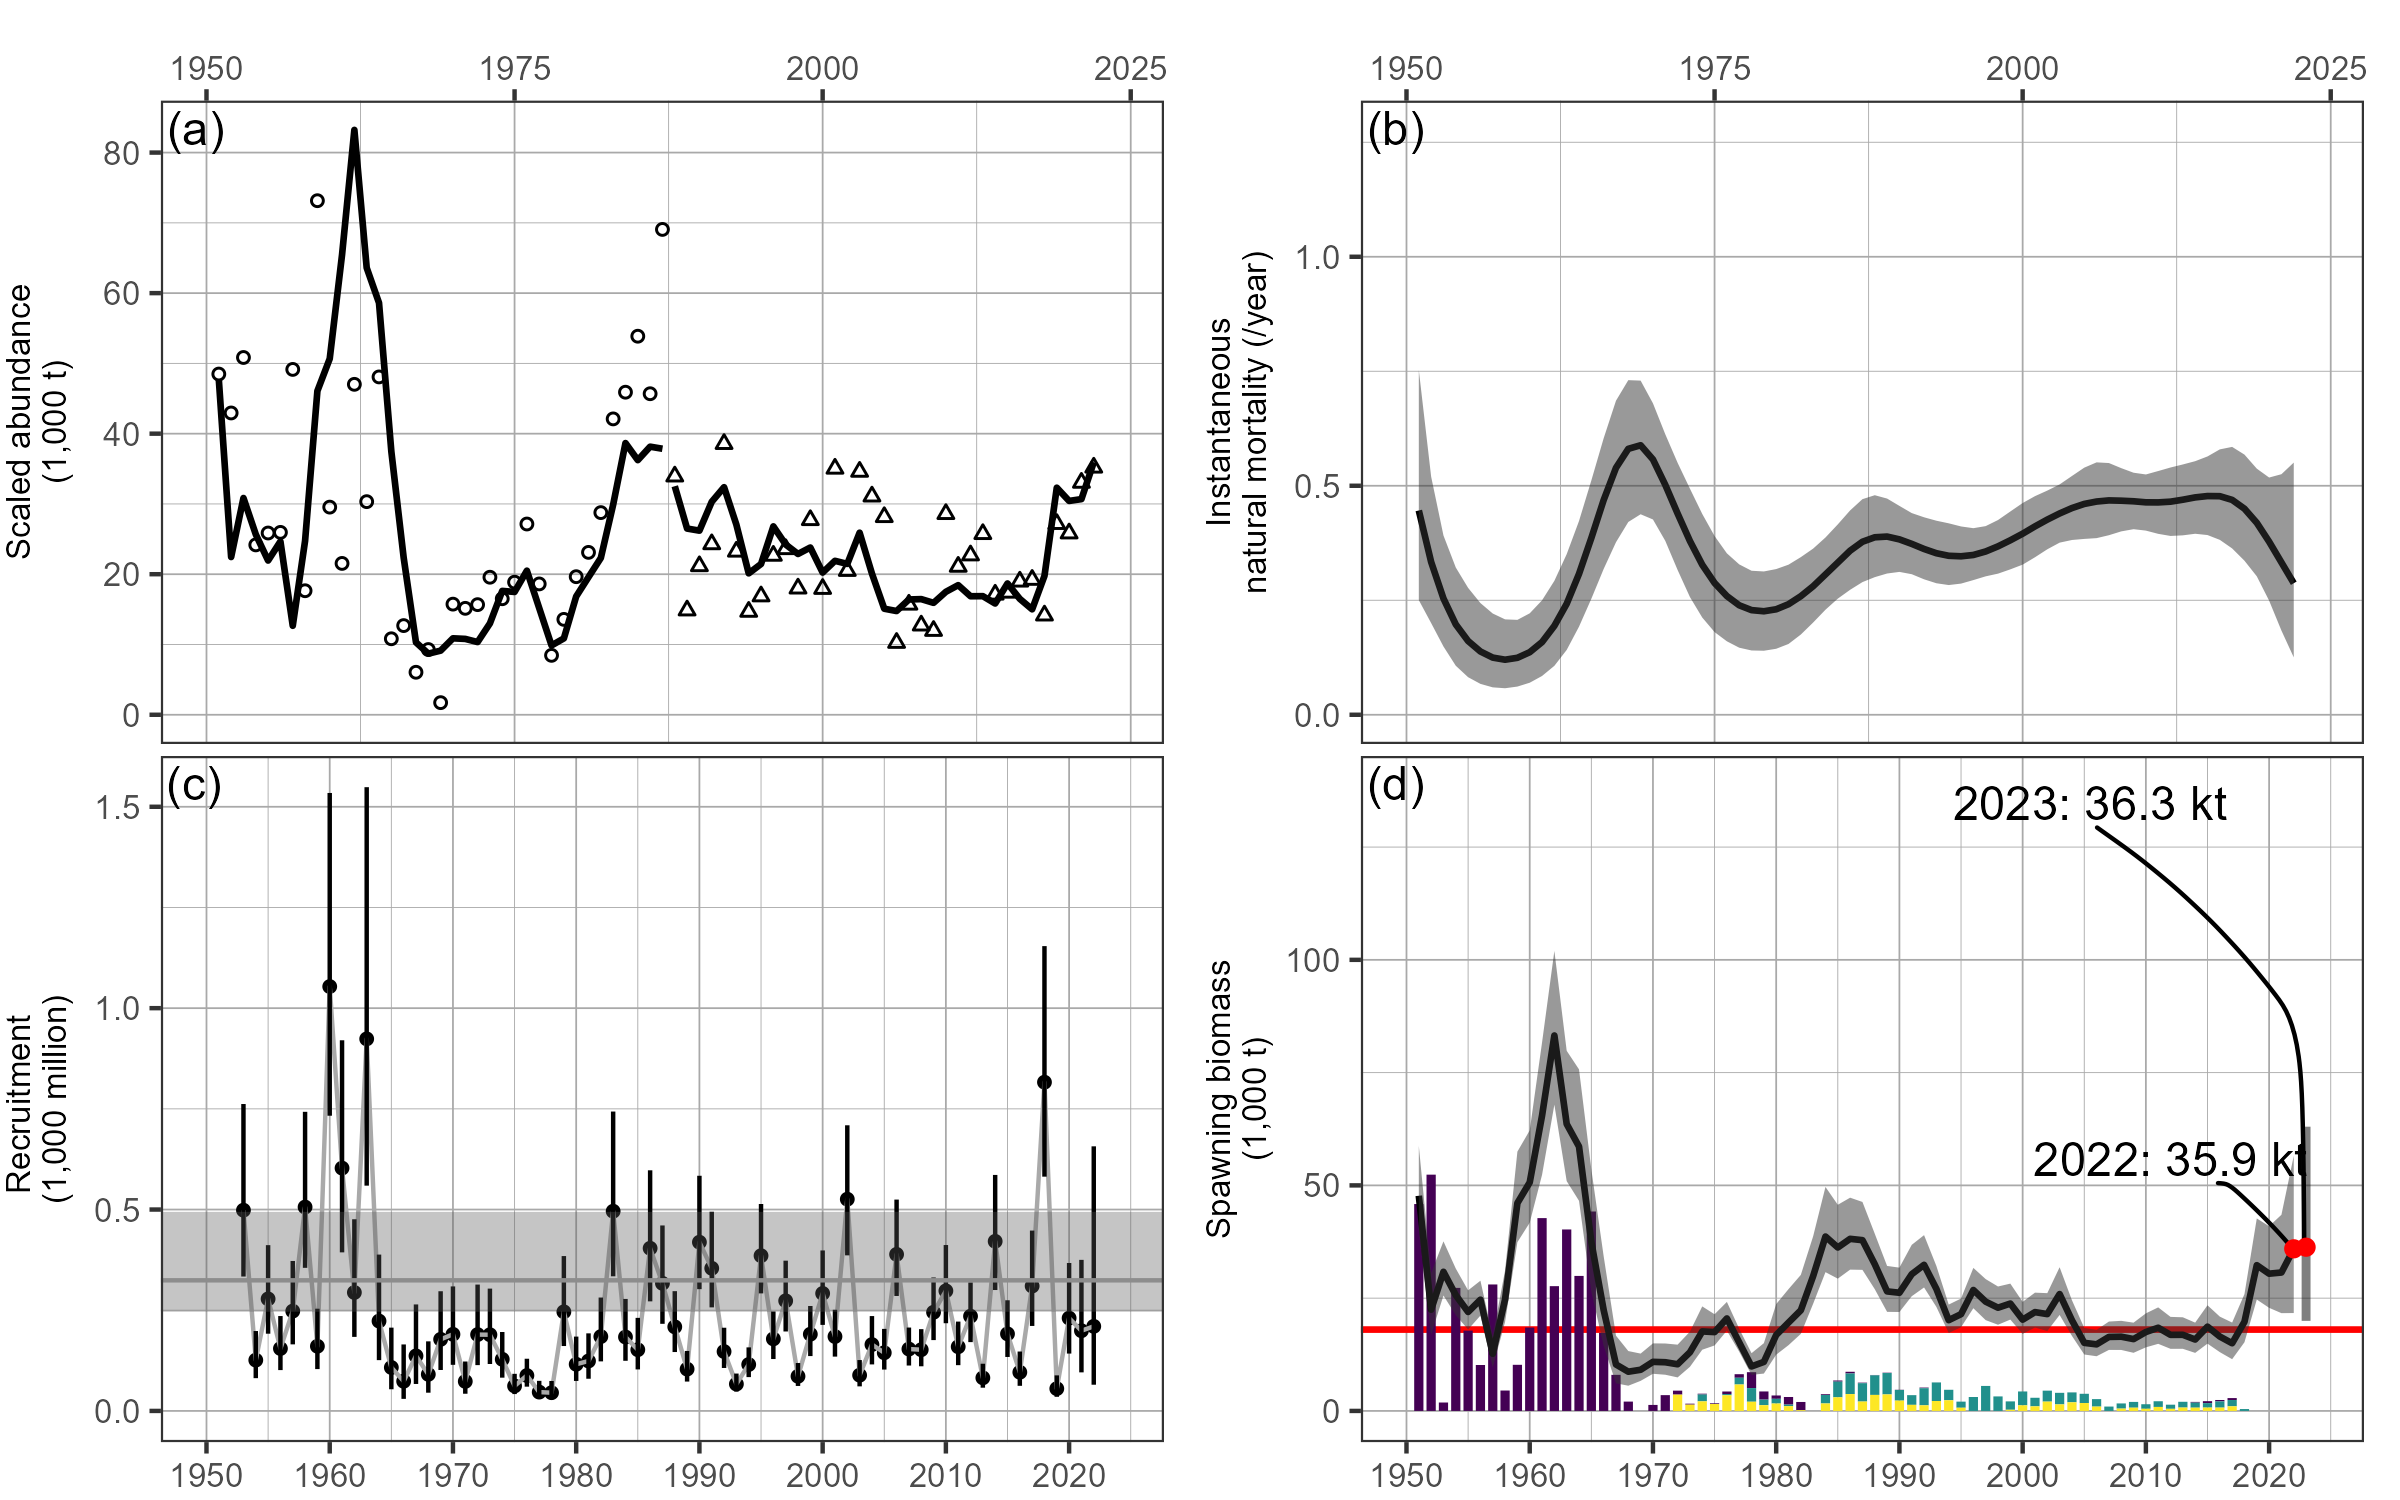 1950 1975 2000 2025
1950 1975 2000 2025
(a)
80
60
40
20
0
Scaled abundance
(1,000 t)
(b)
1.0
0.5
0.0
Instantaneous
natural mortality (/year)
(c)
1.5
1.0
0.5
0.0
Recruitment
(1,000 million)
1950 1960 1970 1980 1990 2000 2010 2020
(d)
2023: 36.3 kt
2022: 35.9 kt
100
50
0
Spawning biomass
(1,000 t)
1950 1960 1970 1980 1990 2000 2010 2020